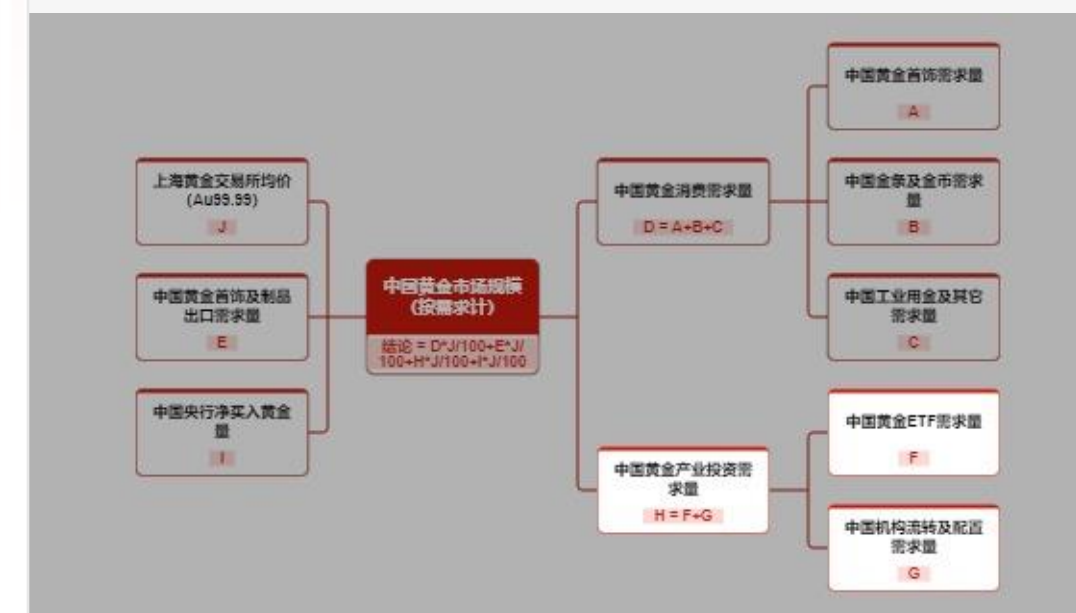 上海黄金交易所均价
(Au99.99)
J
中国黄金首饰及制品
出口需求量
E
中国央行净买入黄金
量
I
中国黄金市场规模
(按需求计)
结论 = D*J/100+E*J/
100+H*J/100+I*J/100
中国黄金消费需求量
D = A+B+C
中国黄金产业投资需
求量
H = F+G
中国黄金首饰需求量
A
中国金条及金币需求
量
B
中国工业用金及其它
需求量
C
中国黄金ETF需求量
F
中国机构流转及配置
需求量
G